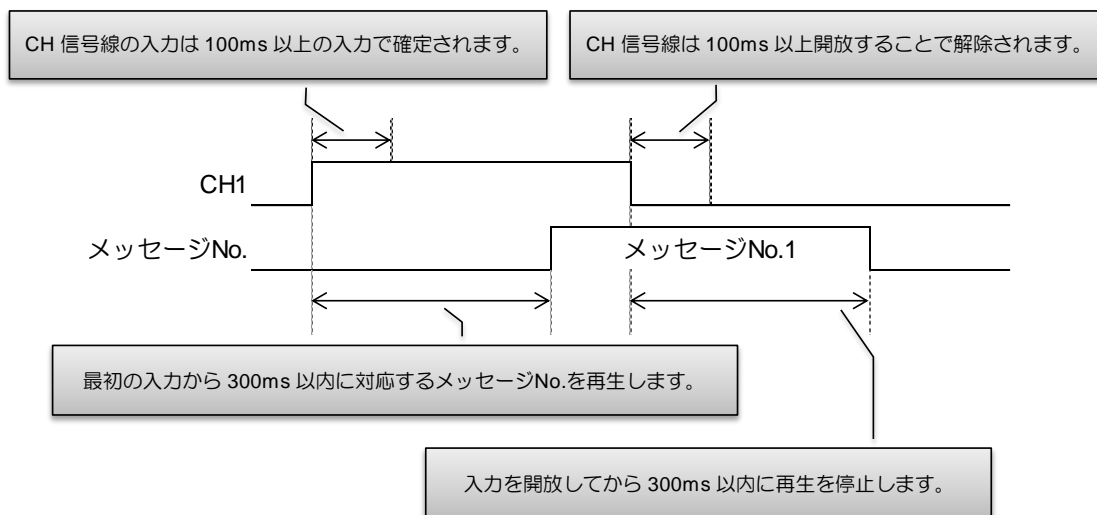 CH 信号線の入力は 100ms 以上の入力で確定されます。
CH 信号線は 100ms 以上開放することで解除されます。
CH1
メッセージNo.
メッセージNo.1
最初の入力から 300ms 以内に対応するメッセージNo.を再生します。
入力を開放してから 300ms 以内に再生を停止します。